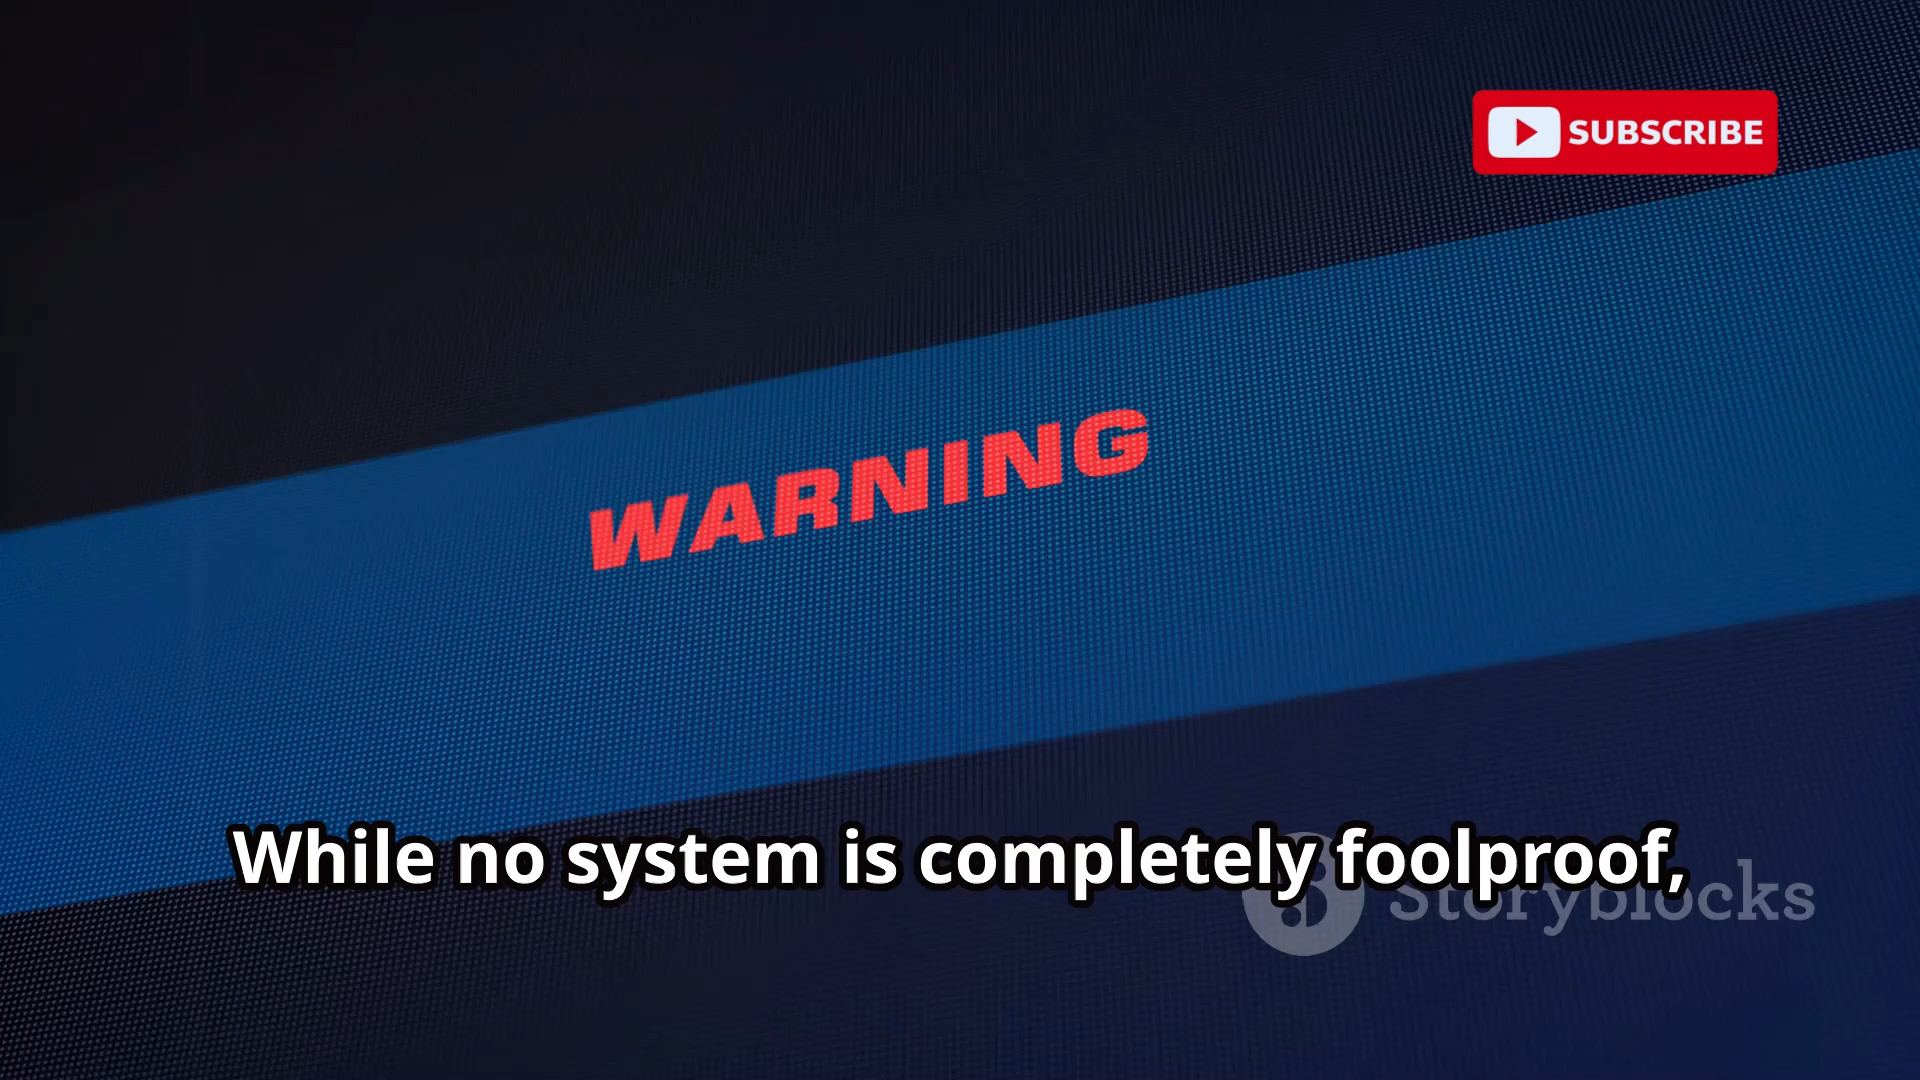 SUBSCRIBE
WARNING
While no system is completely foolproof,
Storyblocks